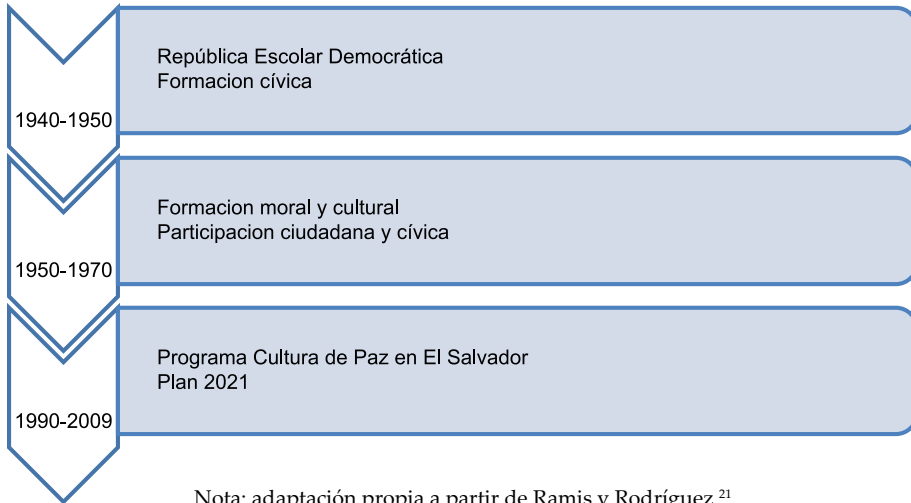 República Escolar Democrática
Formacion cívica
1940-1950
Formacion moral y cultural
Participacion ciudadana y cívica
1950-1970
Programa Cultura de Paz en El Salvador
Plan 2021
1990-2009
Nota: adaptación propia a partir de Ramis y Rodríguez 21